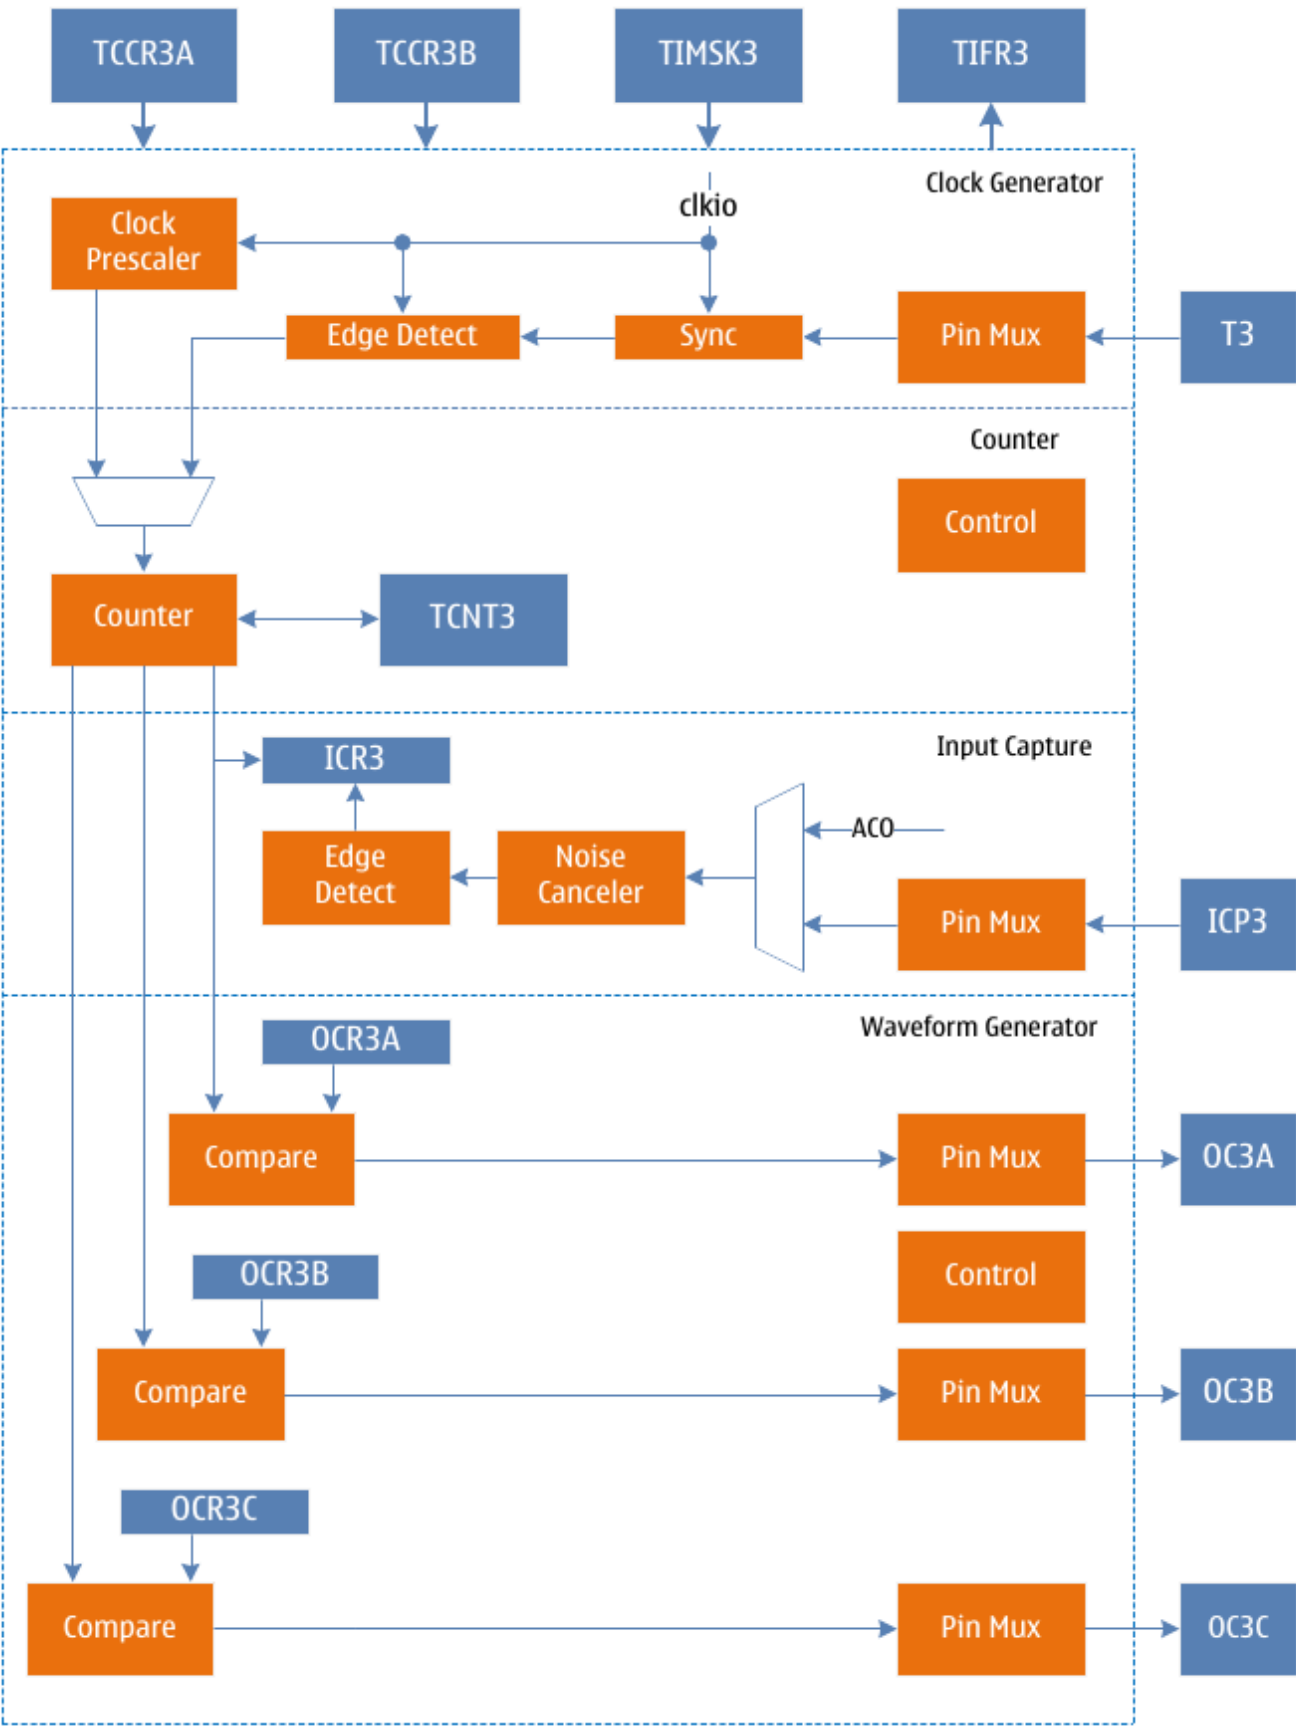 TCCR3A
TCCR3B
TIMSK3
TIFR3
Clock Generator
clkio
Clock
Prescaler
Edge Detect
Sync
Pin Mux
T3
Counter
Control
Counter
TCNT3
Input Capture
ICR3
ACO
Edge
Detect
Noise
Canceler
Pin Mux
ICP3
Waveform Generator
OCR3A
Compare
Pin Mux
OC3A
OCR3B
Control
Compare
Pin Mux
OC3B
OCR3C
Compare
Pin Mux
OC3C